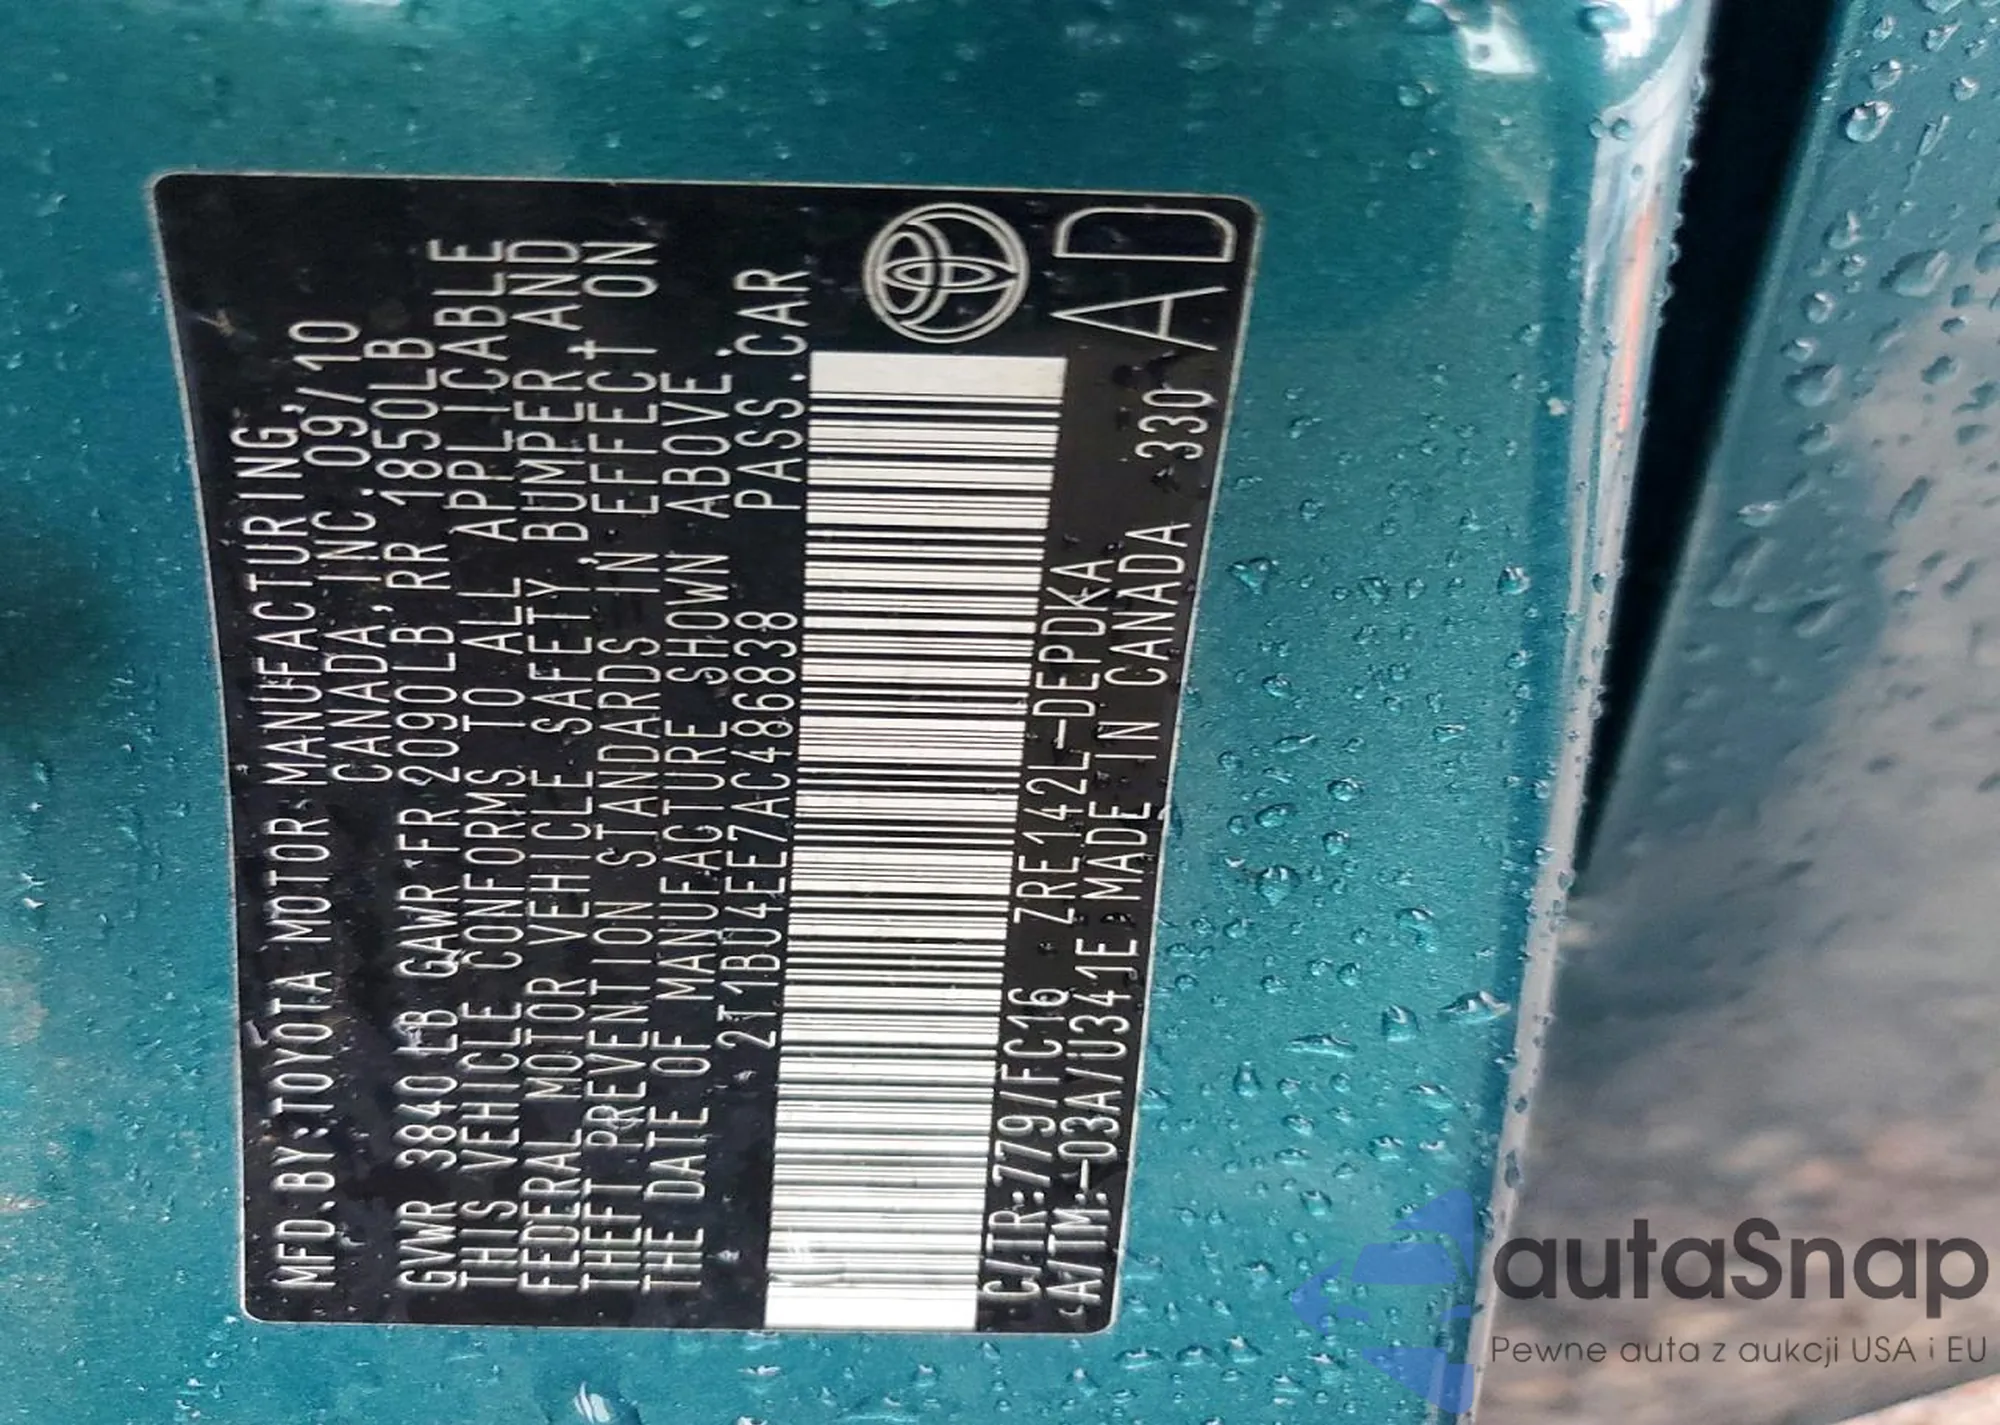 MFD.BY:TOYOTA MOTOR MANUFACTURING,
CANADA, INC. 09/10
GVWR 3840 LB GAWR FR 2090LB, RR 1850LB
THIS VEHICLE CONFORMS TO ALL APPLICABLE
FEDERAL MOTOR VEHICLE SAFETY, BUMPER, AND
THEFT PREVENTION STANDARDS IN EFFECT ON
THE DATE OF MANUFACTURE SHOWN ABOVE.
2T1BU4EE7AC486838 PASS.CAR
C/TR:779/FC16 ZRE142L-DEPDKA
A/TM:-03A/U341E MADE IN CANADA 330
AD
autaSnap
Pewne auta z aukcji USA i EU